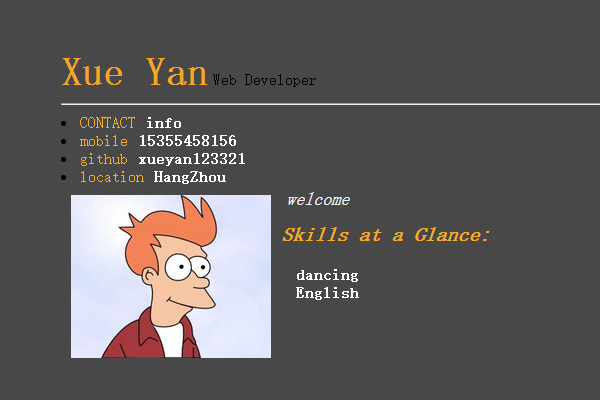 Xue Yan Web Developer
CONTACT info
mobile 15355458156
github xueyan123321
location HangZhou
welcome
Skills at a Glance:
dancing
English